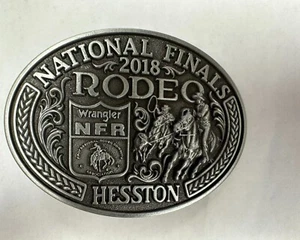 NATIONAL FINALS
2018
RODEO
Wrangler
NFR
HESSTON